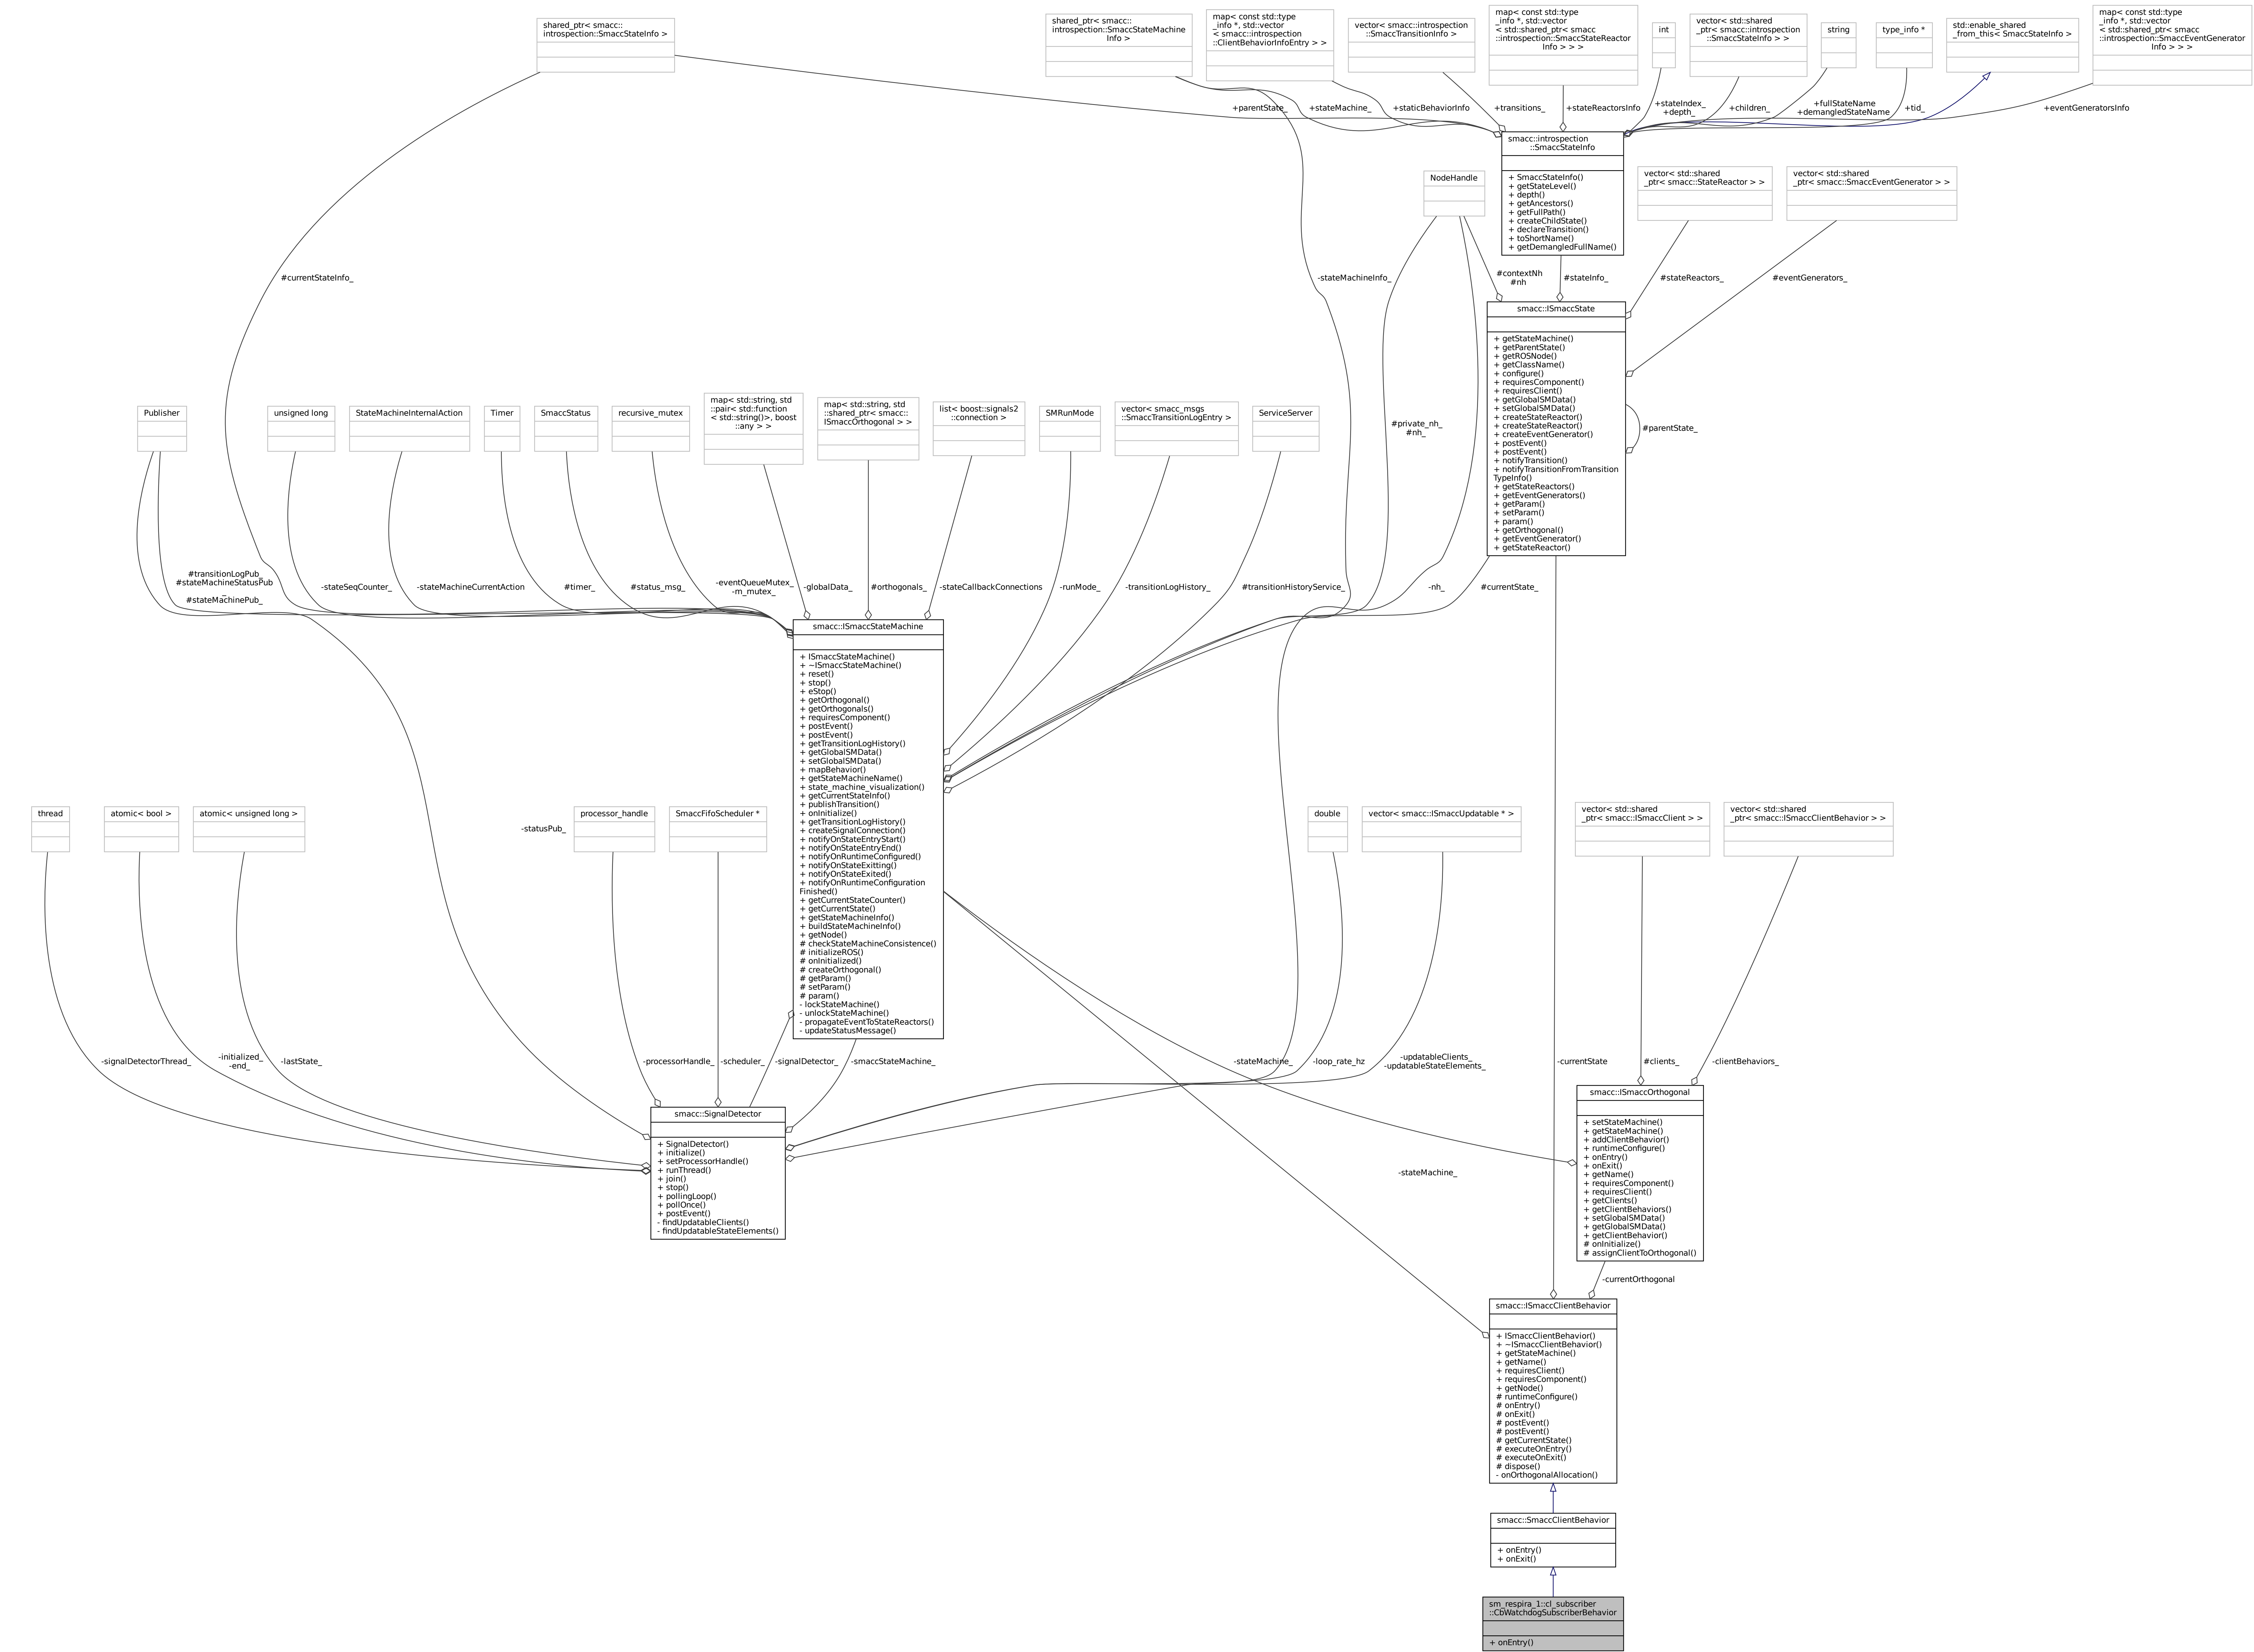 shared_ptr< smacc::
introspection::SmaccStateInfo >
shared_ptr< smacc::
introspection::SmaccStateMachine
Info >
map< const std::type
_info *, std::vector
< smacc::introspection
::ClientBehaviorInfoEntry > >
vector< smacc::introspection
::SmaccTransitionInfo >
map< const std::type
_info *, std::vector
< std::shared_ptr< smacc
::introspection::SmaccStateReactor
Info > > >
int
vector< std::shared
_ptr< smacc::introspection
::SmaccStateInfo > >
string
type_info *
std::enable_shared
_from_this< SmaccStateInfo >
map< const std::type
_info *, std::vector
< std::shared_ptr< smacc
::introspection::SmaccEventGenerator
Info > > >
+parentState_
+stateMachine_
+staticBehaviorInfo
+transitions_
+stateReactorsInfo
+stateIndex_
+depth_
+children_
+fullStateName
+demangledStateName
+tid_
+eventGeneratorsInfo
smacc::introspection
::SmaccStateInfo
+ SmaccStateInfo()
+ getStateLevel()
+ depth()
+ getAncestors()
+ getFullPath()
+ createChildState()
+ declareTransition()
+ toShortName()
+ getDemangledFullName()
NodeHandle
vector< std::shared
_ptr< smacc::StateReactor > >
vector< std::shared
_ptr< smacc::SmaccEventGenerator > >
#currentStateInfo_
-stateMachineInfo_
#contextNh
#nh
#stateInfo_
#stateReactors_
#eventGenerators_
smacc::ISmaccState
+ getStateMachine()
+ getParentState()
+ getROSNode()
+ getClassName()
+ configure()
+ requiresComponent()
+ requiresClient()
+ getGlobalSMData()
+ setGlobalSMData()
+ createStateReactor()
+ createStateReactor()
+ createEventGenerator()
+ postEvent()
+ postEvent()
+ notifyTransition()
+ notifyTransitionFromTransition
TypeInfo()
+ getStateReactors()
+ getEventGenerators()
+ getParam()
+ setParam()
+ param()
+ getOrthogonal()
+ getEventGenerator()
+ getStateReactor()
#parentState_
Publisher
unsigned long
StateMachineInternalAction
Timer
SmaccStatus
recursive_mutex
map< std::string, std
::pair< std::function
< std::string()>, boost
::any > >
map< std::string, std
::shared_ptr< smacc::
ISmaccOrthogonal > >
list< boost::signals2
::connection >
SMRunMode
vector< smacc_msgs
::SmaccTransitionLogEntry >
ServiceServer
#private_nh_
#nh_
#transitionLogPub_
#stateMachineStatusPub
_
#stateMachinePub_
-stateSeqCounter_
-stateMachineCurrentAction
#timer_
#status_msg_
-eventQueueMutex_
-m_mutex_
-globalData_
#orthogonals_
-stateCallbackConnections
-runMode_
-transitionLogHistory_
#transitionHistoryService_
-nh_
#currentState_
smacc::ISmaccStateMachine
+ ISmaccStateMachine()
+ ~ISmaccStateMachine()
+ reset()
+ stop()
+ eStop()
+ getOrthogonal()
+ getOrthogonals()
+ requiresComponent()
+ postEvent()
+ postEvent()
+ getTransitionLogHistory()
+ getGlobalSMData()
+ setGlobalSMData()
+ mapBehavior()
+ getStateMachineName()
+ state_machine_visualization()
+ getCurrentStateInfo()
+ publishTransition()
+ onInitialize()
+ getTransitionLogHistory()
+ createSignalConnection()
+ notifyOnStateEntryStart()
+ notifyOnStateEntryEnd()
+ notifyOnRuntimeConfigured()
+ notifyOnStateExitting()
+ notifyOnStateExited()
+ notifyOnRuntimeConfiguration
Finished()
+ getCurrentStateCounter()
+ getCurrentState()
+ getStateMachineInfo()
+ buildStateMachineInfo()
+ getNode()
# checkStateMachineConsistence()
# initializeROS()
# onInitialized()
# createOrthogonal()
# getParam()
# setParam()
# param()
- lockStateMachine()
- unlockStateMachine()
- propagateEventToStateReactors()
- updateStatusMessage()
thread
atomic< bool >
atomic< unsigned long >
-statusPub_
processor_handle
SmaccFifoScheduler *
double
vector< smacc::ISmaccUpdatable * >
vector< std::shared
_ptr< smacc::ISmaccClient > >
vector< std::shared
_ptr< smacc::ISmaccClientBehavior > >
-signalDetectorThread_
-initialized_
-end_
-lastState_
-processorHandle_
-scheduler_
-signalDetector_
-smaccStateMachine_
-stateMachine_
-loop_rate_hz
-updatableClients_
-updatableStateElements_
-currentState
#clients_
-clientBehaviors_
smacc::SignalDetector
+ SignalDetector()
+ initialize()
+ setProcessorHandle()
+ runThread()
+ join()
+ stop()
+ pollingLoop()
+ pollOnce()
+ postEvent()
- findUpdatableClients()
- findUpdatableStateElements()
smacc::ISmaccOrthogonal
+ setStateMachine()
+ getStateMachine()
+ addClientBehavior()
+ runtimeConfigure()
+ onEntry()
+ onExit()
+ getName()
+ requiresComponent()
+ requiresClient()
+ getClients()
+ getClientBehaviors()
+ setGlobalSMData()
+ getGlobalSMData()
+ getClientBehavior()
# onInitialize()
# assignClientToOrthogonal()
-stateMachine_
-currentOrthogonal
smacc::ISmaccClientBehavior
+ ISmaccClientBehavior()
+ ~ISmaccClientBehavior()
+ getStateMachine()
+ getName()
+ requiresClient()
+ requiresComponent()
+ getNode()
# runtimeConfigure()
# onEntry()
# onExit()
# postEvent()
# postEvent()
# getCurrentState()
# executeOnEntry()
# executeOnExit()
# dispose()
- onOrthogonalAllocation()
smacc::SmaccClientBehavior
+ onEntry()
+ onExit()
sm_respira_1::cl_subscriber
::CbWatchdogSubscriberBehavior
+ onEntry()